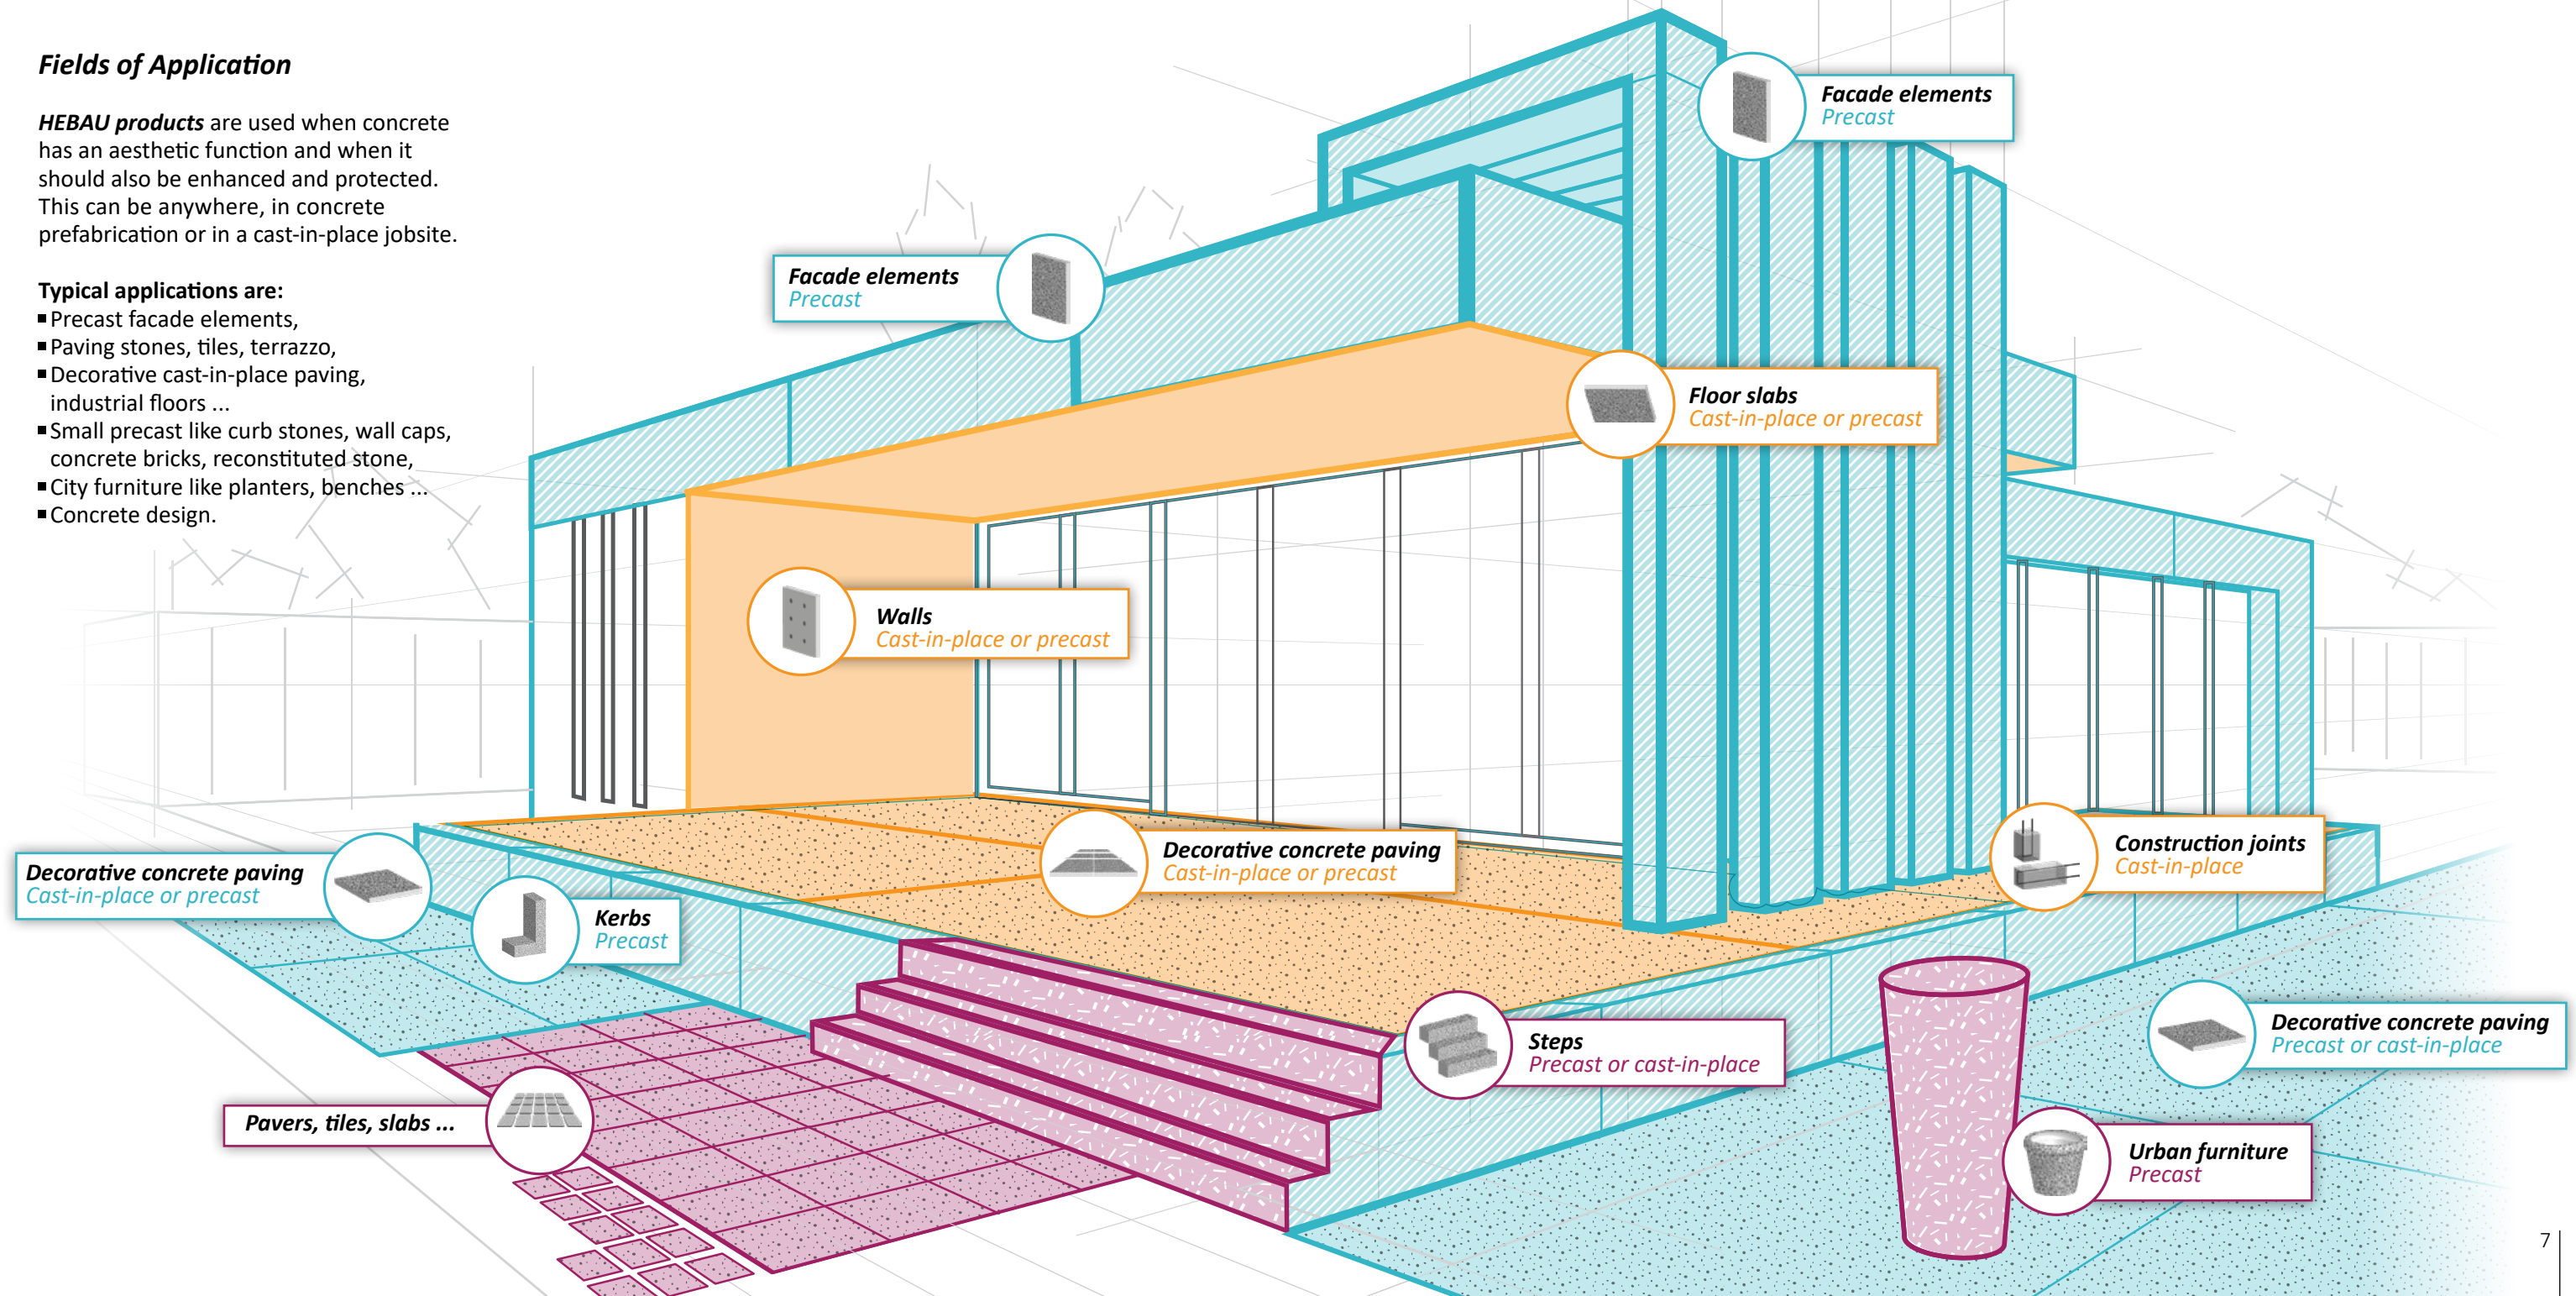 Fields of Application
HEBAU products are used when concrete
has an aesthetic function and when it
should also be enhanced and protected.
This can be anywhere, in concrete
prefabrication or in a cast-in-place jobsite.
Typical applications are:
▪ Precast facade elements,
▪ Paving stones, tiles, terrazzo,
▪ Decorative cast-in-place paving,
industrial floors ...
▪ Small precast like curb stones, wall caps,
concrete bricks, reconstituted stone,
▪ City furniture like planters, benches ...
▪ Concrete design.
Facade elements
Precast
Facade elements
Precast
Floor slabs
Cast-in-place or precast
Walls
Cast-in-place or precast
Decorative concrete paving
Cast-in-place or precast
Kerbs
Precast
Decorative concrete paving
Cast-in-place or precast
Construction joints
Cast-in-place
Steps
Precast or cast-in-place
Decorative concrete paving
Precast or cast-in-place
Pavers, tiles, slabs ...
Urban furniture
Precast
7